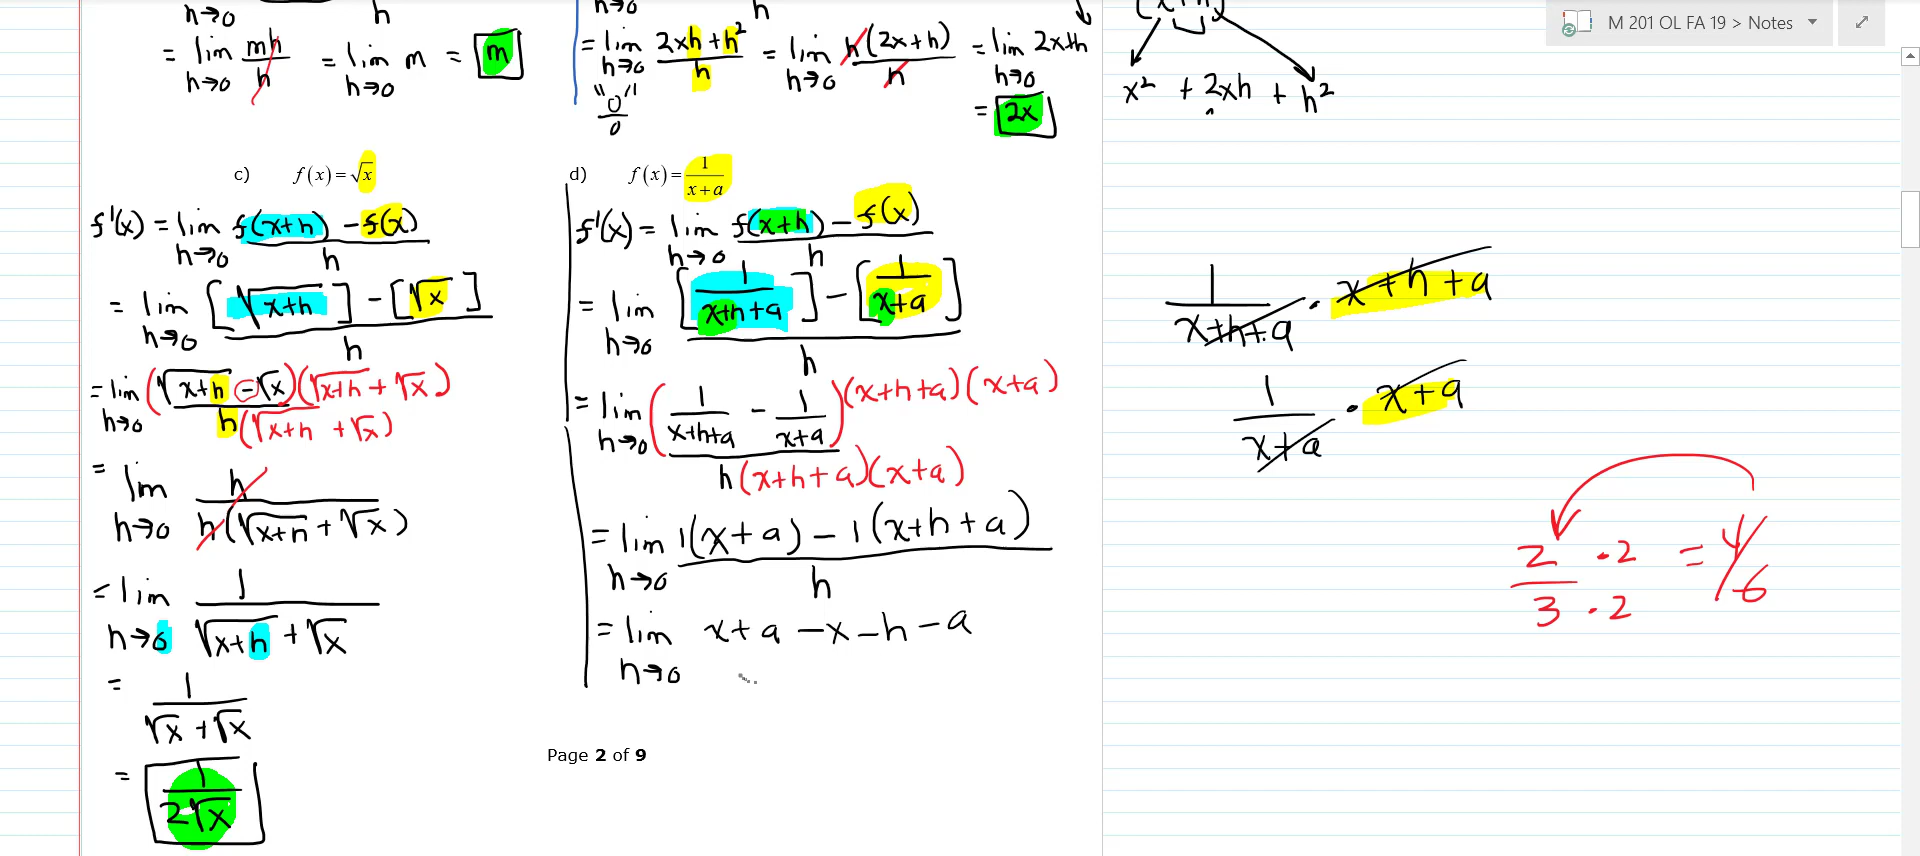 h→0 h
= lim mh/h = lim m = m
h→0 h→0
h→0 h
= lim (2xh + h²)/h = lim h(2x+h)/h = lim 2x+h
h→0 h→0 h→0
"0/0"
= 2x
c) f(x) = √x
f'(x) = lim (f(x+h) – f(x))/h
h→0
= lim ([√x+h] – [√x])/h
h→0
= lim (√x+h – √x)(√x+h + √x)/h(√x+h + √x)
h→0
= lim h/h(√x+h + √x)
h→0
= lim 1/(√x+h + √x)
h→0
= 1/(√x + √x)
= 1/2√x
d) f(x) = 1/(x+a)
f'(x) = lim (f(x+h) – f(x))/h
h→0
= lim ([1/(x+h+a)] – [1/(x+a)])/h
h→0
= lim (1/(x+h+a) – 1/(x+a))(x+h+a)(x+a)/h(x+h+a)(x+a)
h→0
= lim (1(x+a) – 1(x+h+a))/h
h→0
= lim x+a –x –h –a
h→0
Page 2 of 9
M 201 OL FA 19 > Notes
x² + 2xh + h²
1/(x+h+a) · x+h+a
1/(x+a) · x+a
2/3 ·2/·2 = 4/6